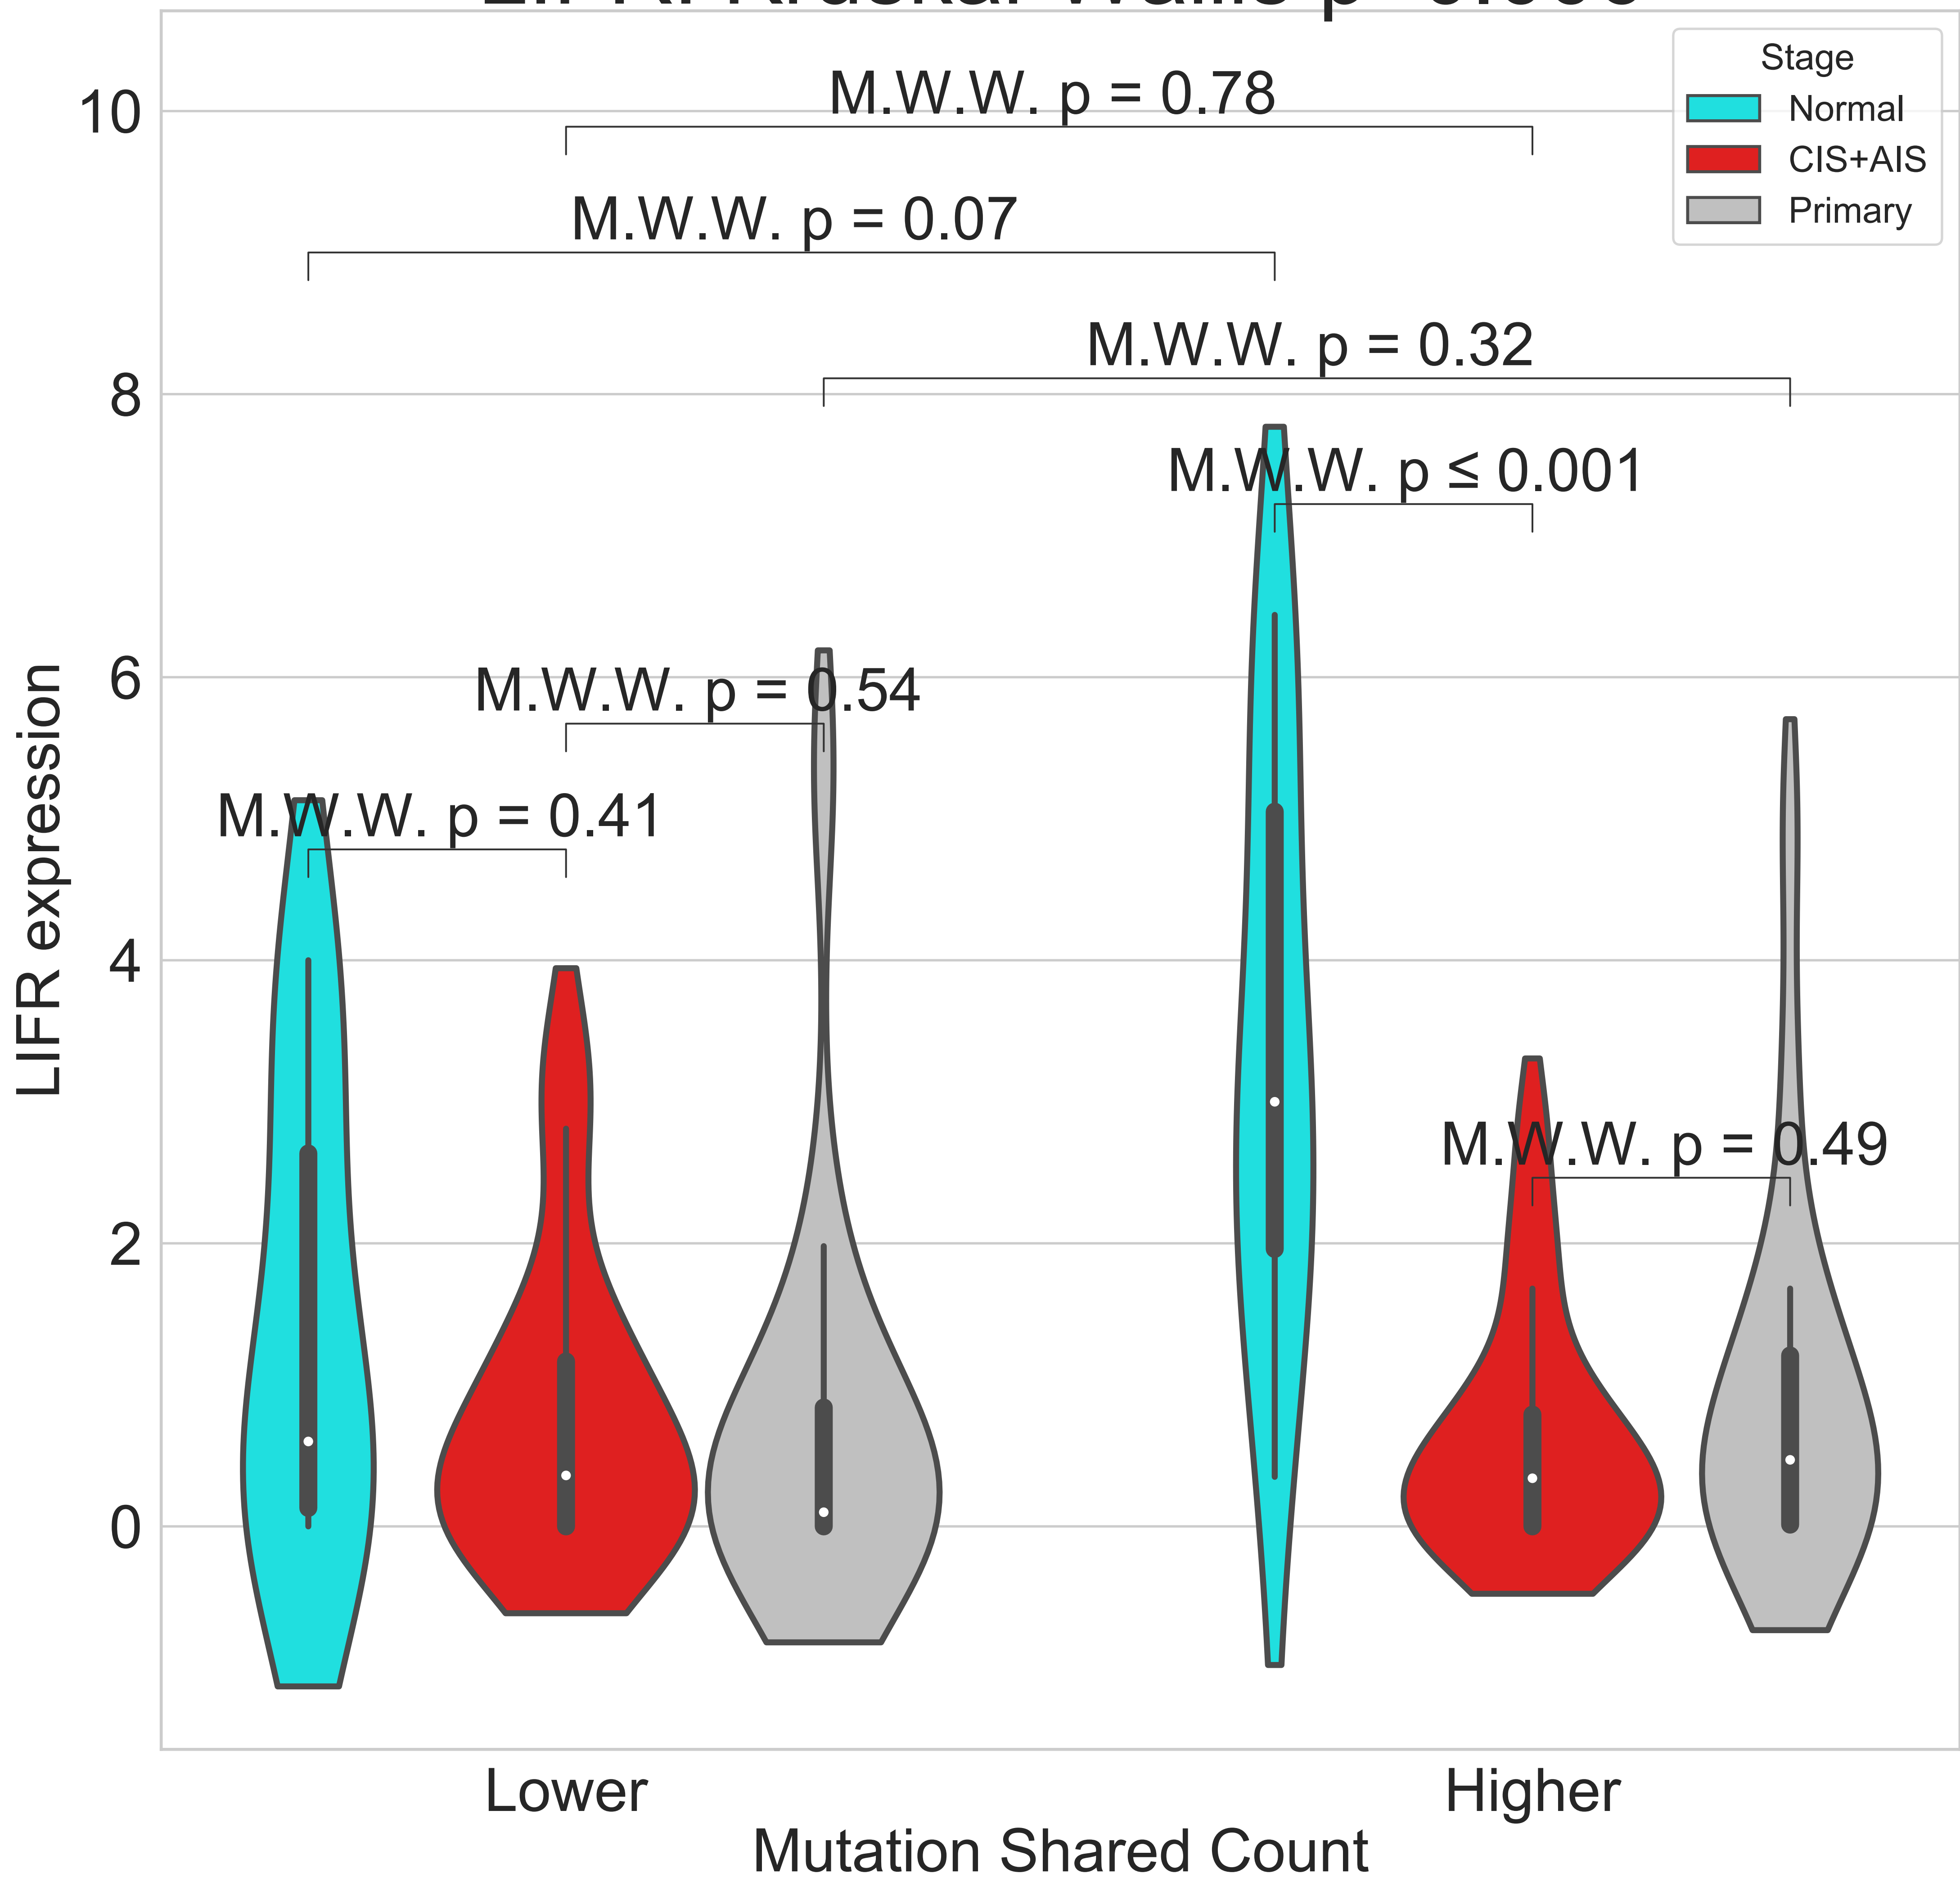 Stage
Normal
CIS+AIS
Primary
M.W.W. p = 0.78
M.W.W. p = 0.07
M.W.W. p = 0.32
M.W.W. p ≤ 0.001
M.W.W. p = 0.54
M.W.W. p = 0.41
M.W.W. p = 0.49
10
8
6
4
2
0
LIFR expression
Lower
Higher
Mutation Shared Count